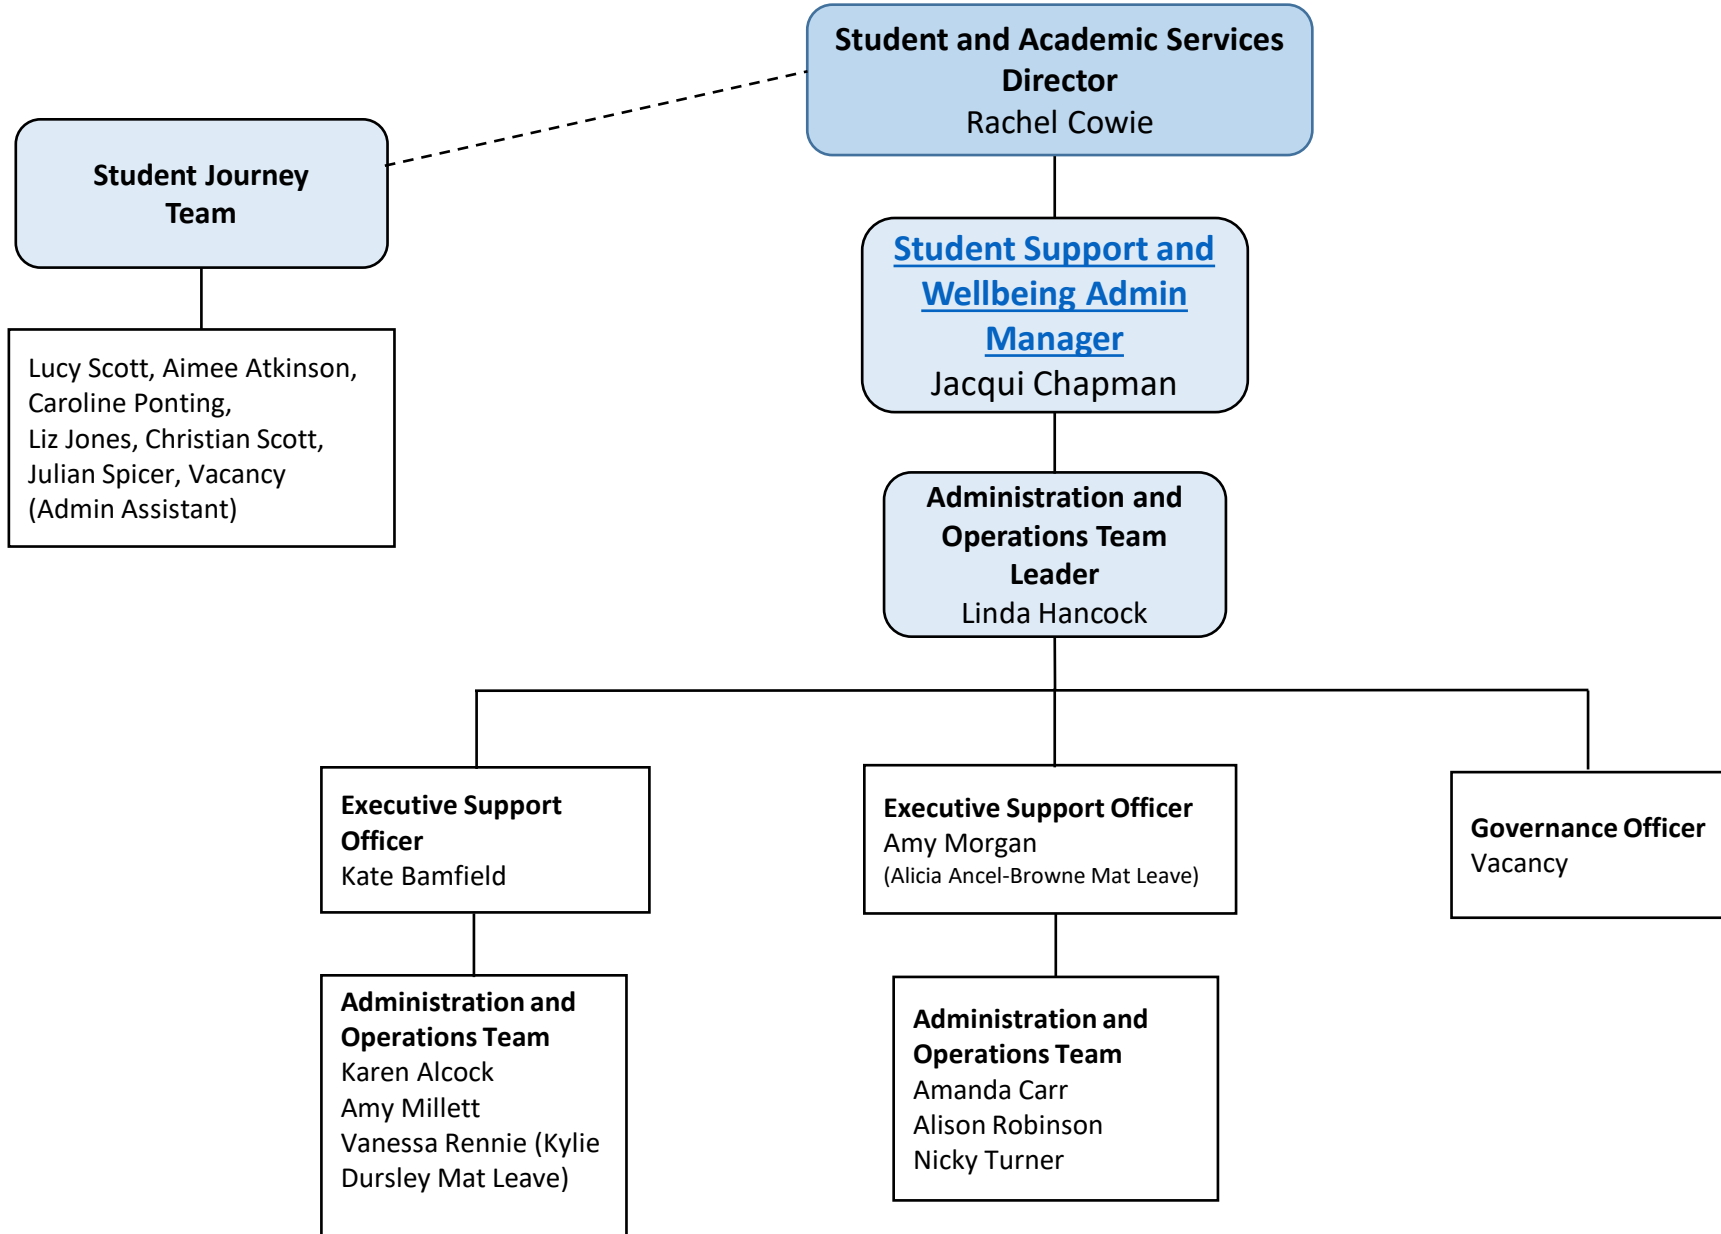 Student and Academic Services
Director
Rachel Cowie
Student Journey
Team
Lucy Scott, Aimee Atkinson,
Caroline Ponting,
Liz Jones, Christian Scott,
Julian Spicer, Vacancy
(Admin Assistant)
Student Support and
Wellbeing Admin
Manager
Jacqui Chapman
Administration and
Operations Team
Leader
Linda Hancock
Executive Support
Officer
Kate Bamfield
Executive Support Officer
Amy Morgan
(Alicia Ancel-Browne Mat Leave)
Governance Officer
Vacancy
Administration and
Operations Team
Karen Alcock
Amy Millett
Vanessa Rennie (Kylie
Dursley Mat Leave)
Administration and
Operations Team
Amanda Carr
Alison Robinson
Nicky Turner